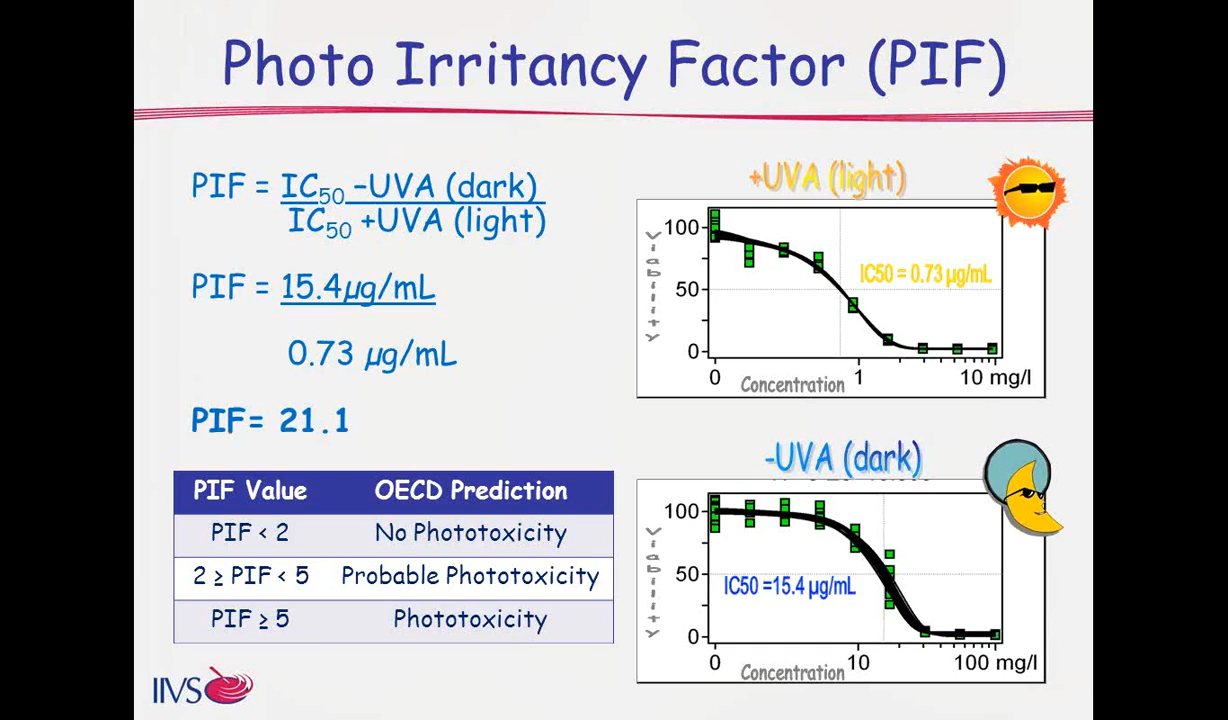 Photo Irritancy Factor (PIF)
PIF = IC50 –UVA (dark)
IC50 +UVA (light)
PIF = 15.4µg/mL
0.73 µg/mL
PIF= 21.1
PIF Value OECD Prediction
PIF < 2 No Phototoxicity
2 ≥ PIF < 5 Probable Phototoxicity
PIF ≥ 5 Phototoxicity
IIVS
+UVA (light)
Viability
100
50
0
IC50 = 0.73 µg/mL
0 1 10 mg/l
Concentration
-UVA (dark)
Viability
100
50
0
IC50 =15.4 µg/mL
0 10 100 mg/l
Concentration